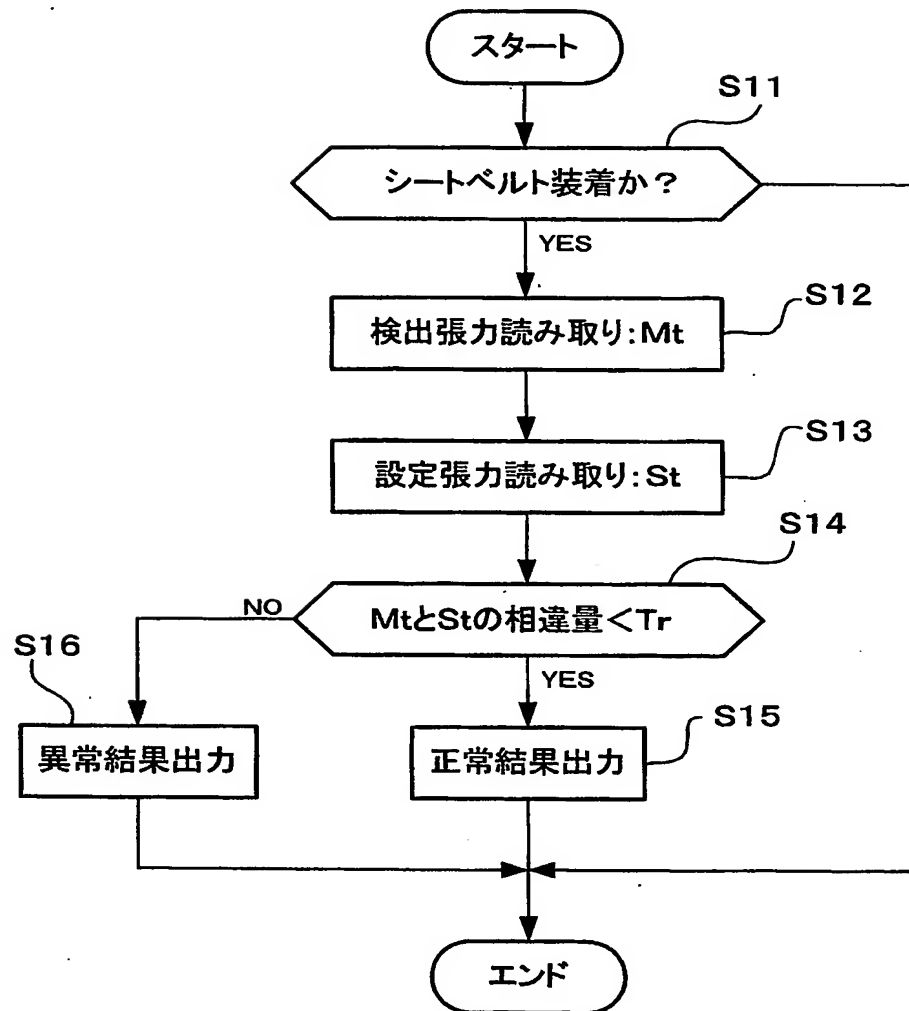 スタート
S11
シートベルト装着か?
YES
S12
検出張力読み取り:Mt
S13
設定張力読み取り:St
S14
MtとStの相違量<Tr
NO
YES
S16
S15
異常結果出力
正常結果出力
エンド